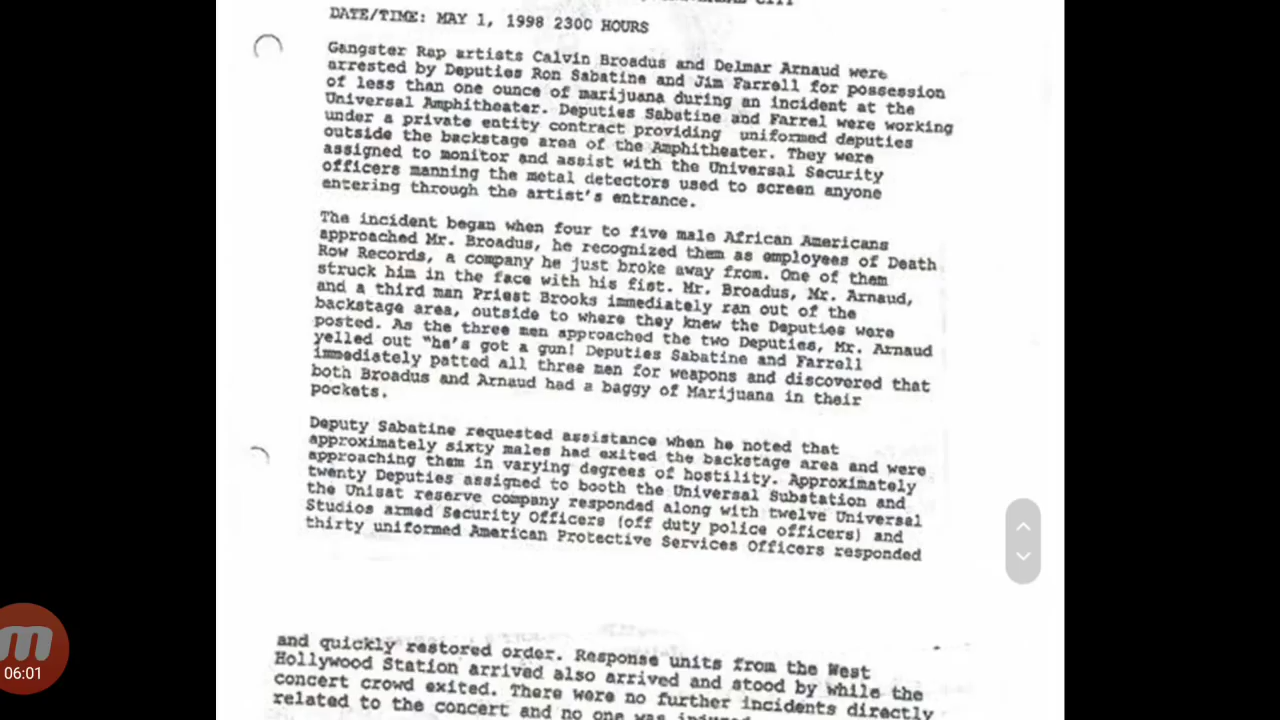 DATE/TIME: MAY 1, 1998 2300 HOURS
Gangster Rap artists Calvin Broadus and Delmar Arnaud were
arrested by Deputies Ron Sabatine and Jim Farrell for possession
of less than one ounce of marijuana during an incident at the
Universal Amphitheater. Deputies Sabatine and Farrel were working
under a private entity contract providing uniformed deputies
outside the backstage area of the Amphitheater. They were
assigned to monitor and assist with the Universal Security
officers manning the metal detectors used to screen anyone
entering through the artist's entrance.
The incident began when four to five male African Americans
approached Mr. Broadus, he recognized them as employees of Death
Row Records, a company he just broke away from. One of them
struck him in the face with his fist. Mr. Broadus, Mr. Arnaud,
and a third man Priest Brooks immediately ran out of the
backstage area, outside to where they knew the Deputies were
posted. As the three men approached the two Deputies, Mr. Arnaud
yelled out "he's got a gun! Deputies Sabatine and Farrell
immediately patted all three men for weapons and discovered that
both Broadus and Arnaud had a baggy of Marijuana in their
pockets.
Deputy Sabatine requested assistance when he noted that
approximately sixty males had exited the backstage area and were
approaching them in varying degrees of hostility. Approximately
twenty Deputies assigned to booth the Universal Substation and
the Unisat reserve company responded along with twelve Universal
Studios armed Security Officers (off duty police officers) and
thirty uniformed American Protective Services Officers responded
and quickly restored order. Response units from the West
Hollywood Station arrived also arrived and stood by while the
concert crowd exited. There were no further incidents directly
related to the concert and no one was
06:01